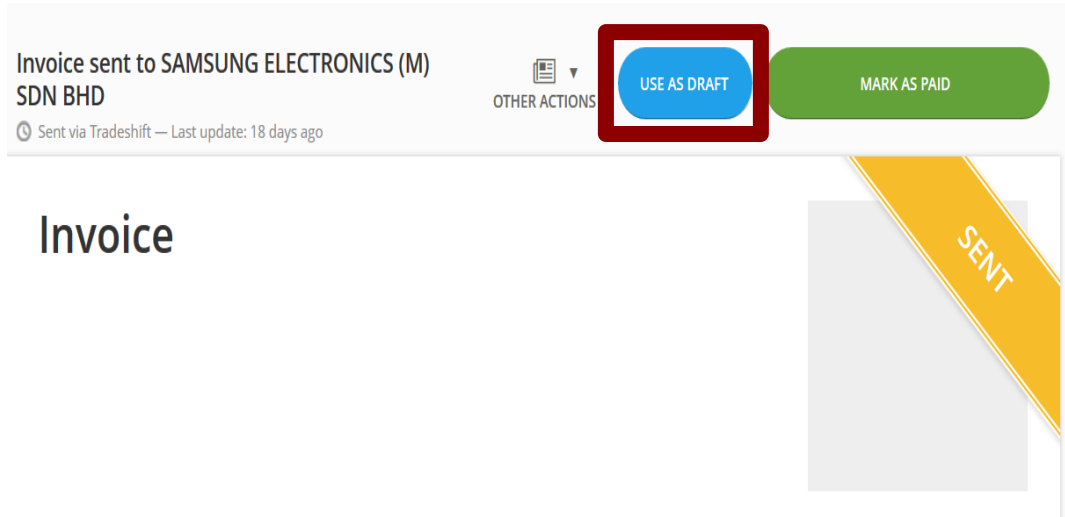 Invoice sent to SAMSUNG ELECTRONICS (M)
SDN BHD
Sent via Tradeshift — Last update: 18 days ago
OTHER ACTIONS
USE AS DRAFT
MARK AS PAID
Invoice
SENT